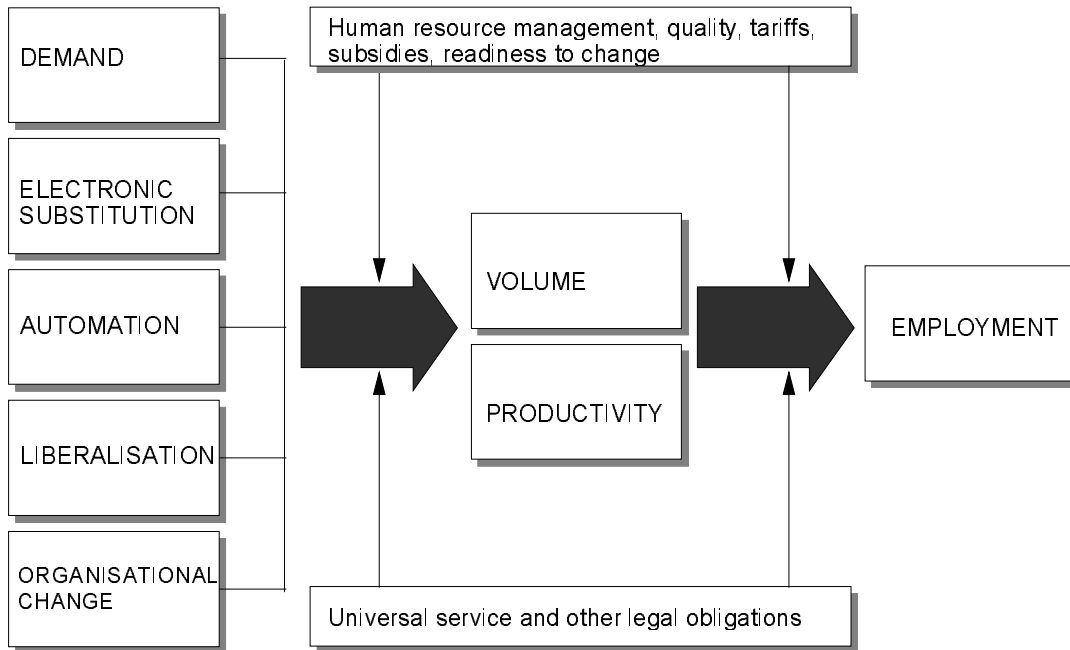 DEMAND
ELECTRONIC
SUBSTITUTION
AUTOMATION
LIBERALISATION
ORGANISATIONAL
CHANGE
Human resource management, quality, tariffs,
subsidies, readiness to change
VOLUME
PRODUCTIVITY
EMPLOYMENT
Universal service and other legal obligations